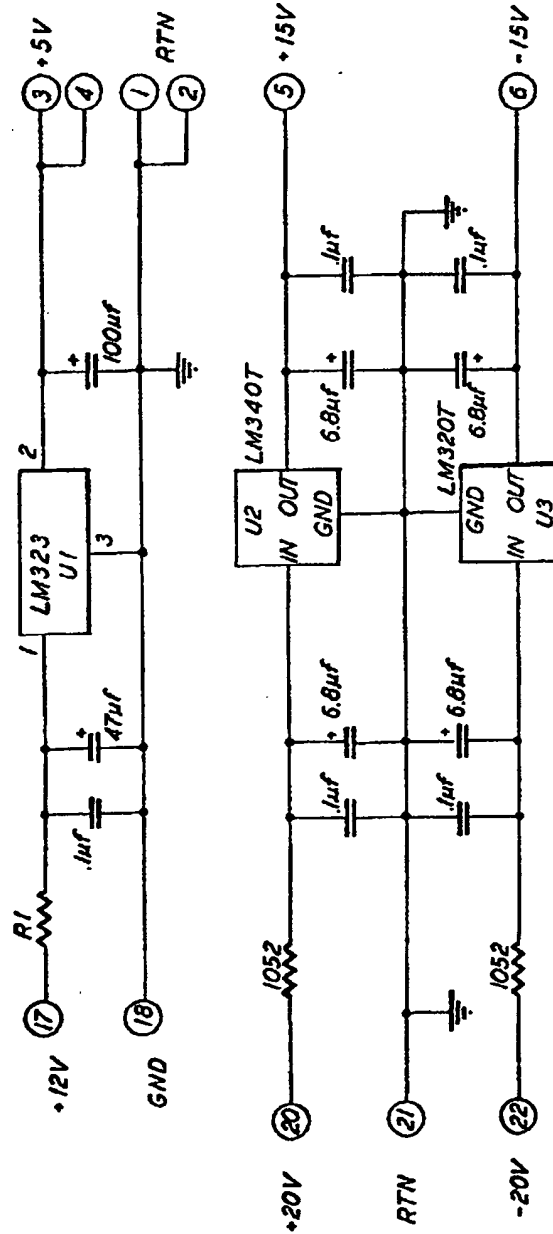 +12V
17
R1
.1µf
47µf
+
1
LM323
U1
2
3
+
100µf
3
+5V
4
GND
18
1
RTN
2
+20V
20
1052
.1µf
+
6.8µf
U2
IN OUT
GND
LM340T
+
6.8µf
.1µf
5
+15V
RTN
21
-20V
22
1052
.1µf
+
6.8µf
GND
IN OUT
U3
LM320T
6.8µf
+
.1µf
6
-15V